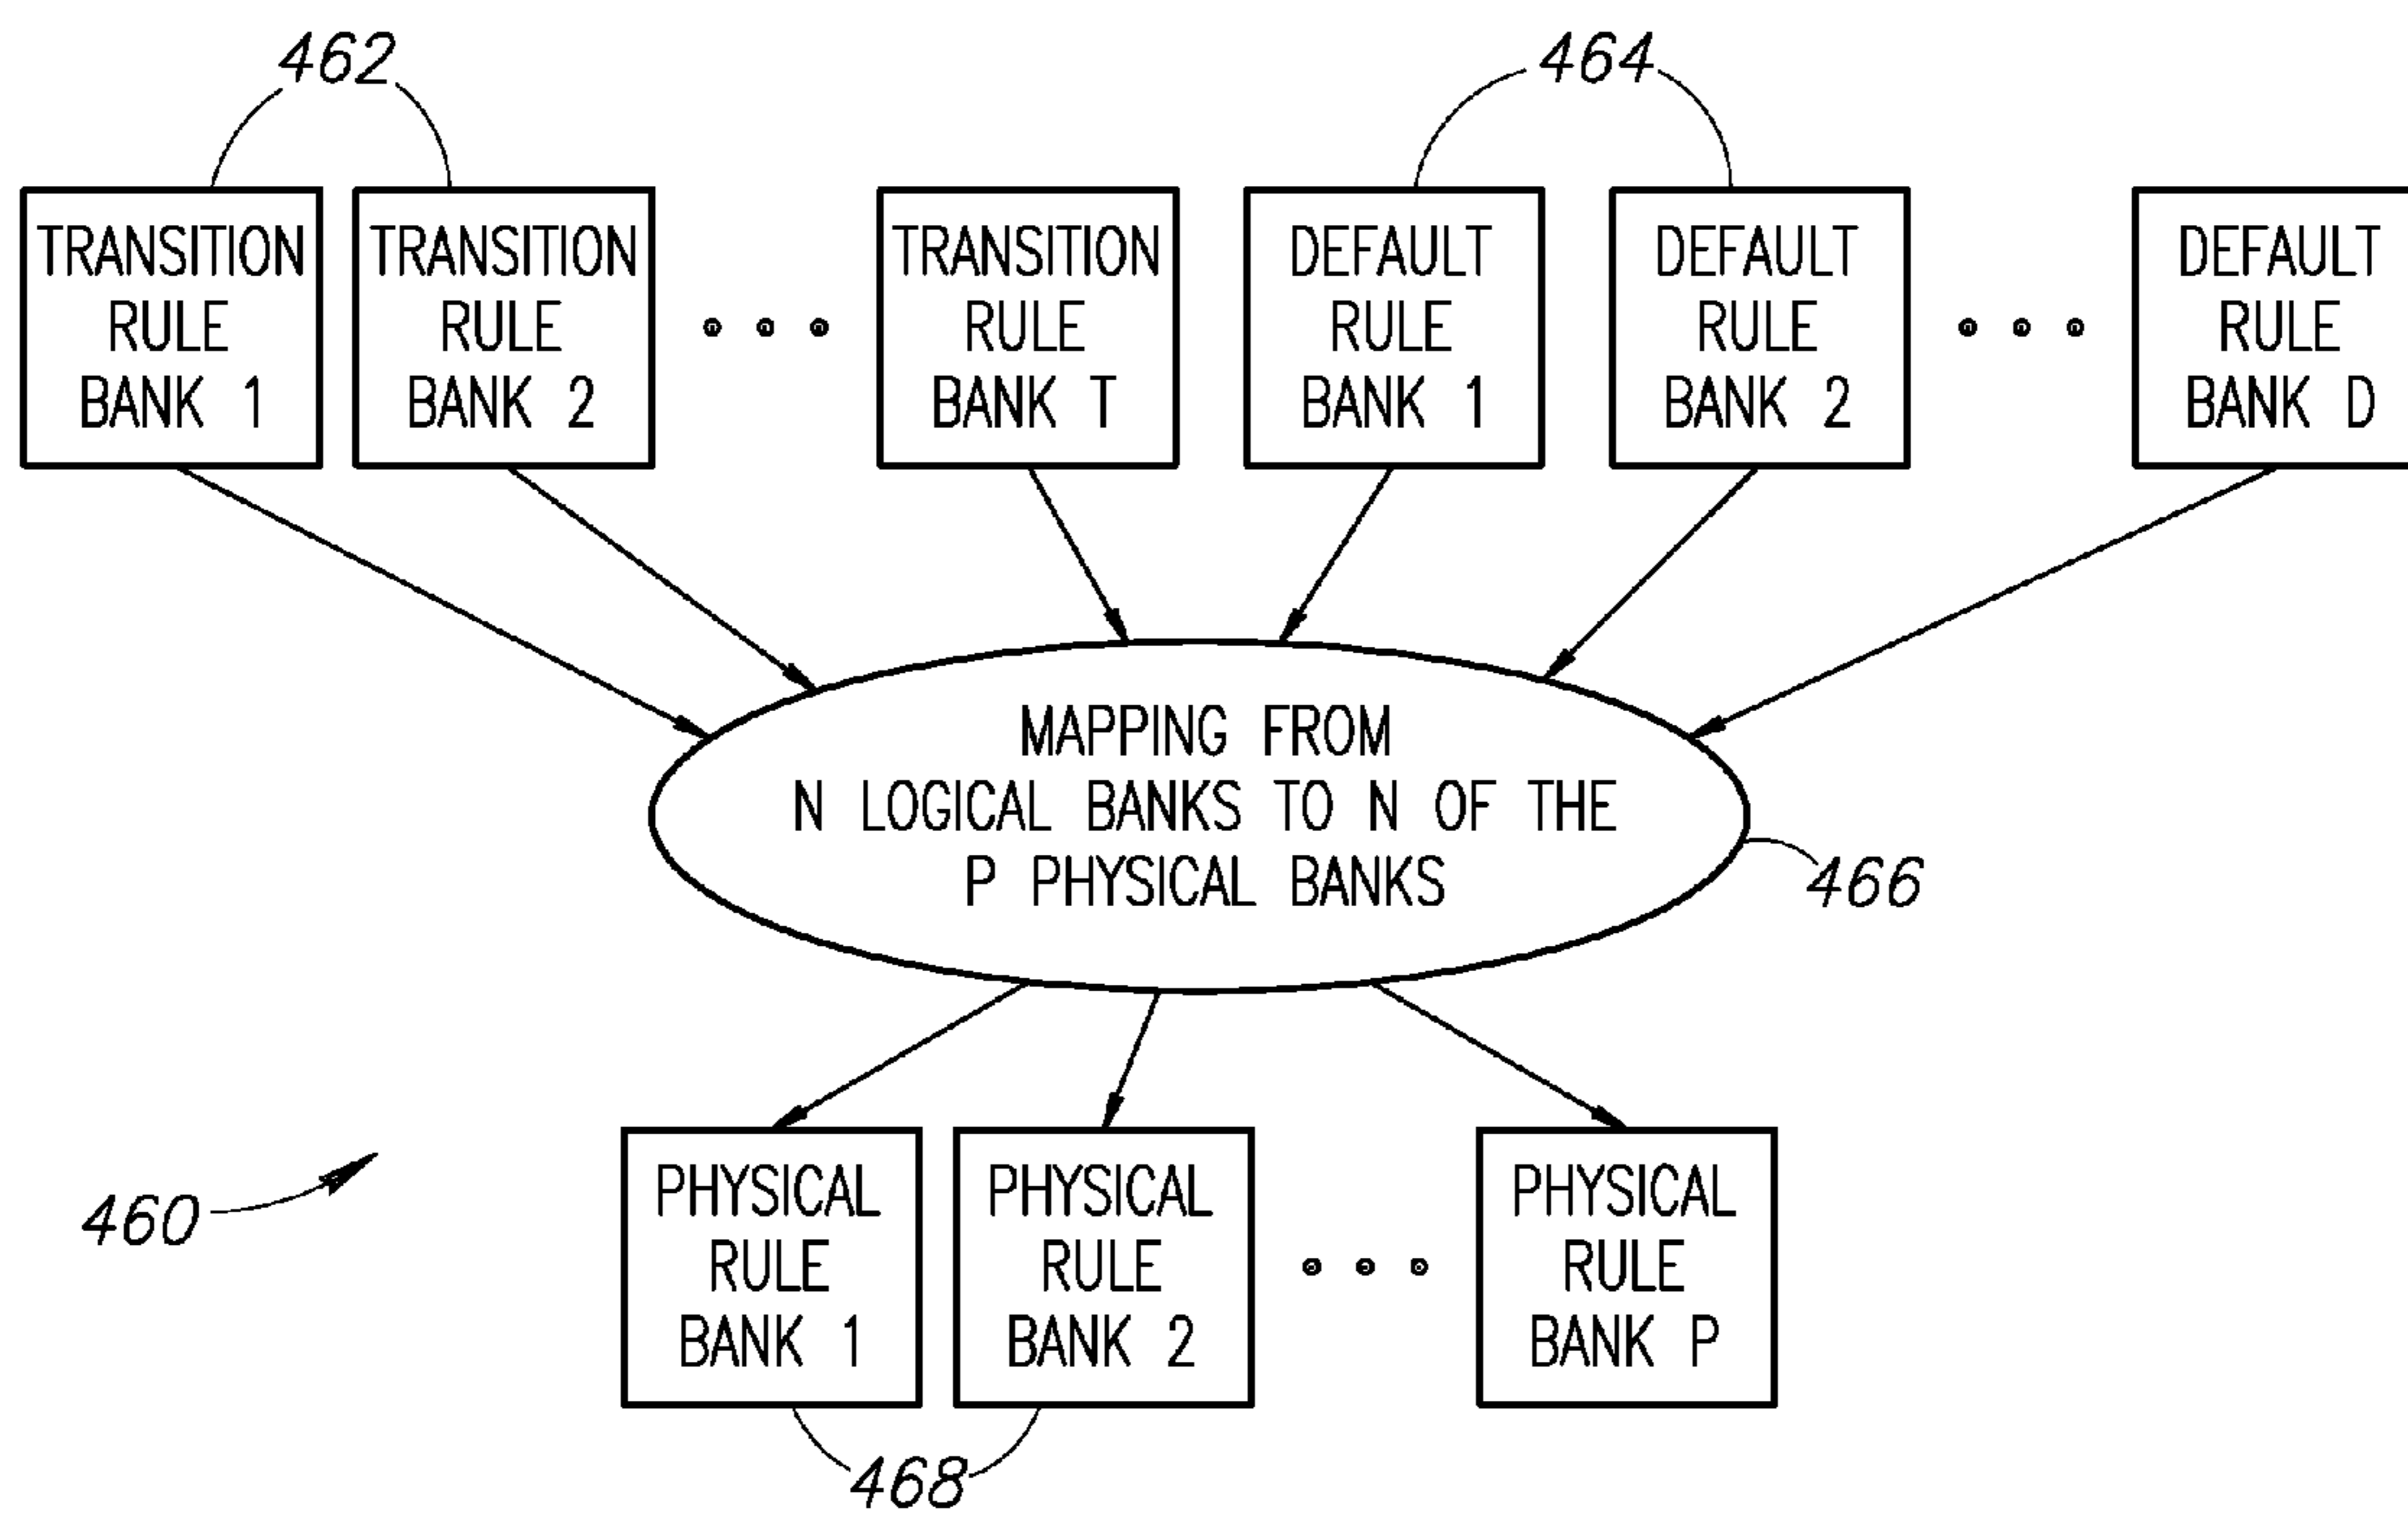 462
464
TRANSITION
RULE
BANK 1
TRANSITION
RULE
BANK 2
TRANSITION
RULE
BANK T
DEFAULT
RULE
BANK 1
DEFAULT
RULE
BANK 2
DEFAULT
RULE
BANK D
MAPPING FROM
N LOGICAL BANKS TO N OF THE
P PHYSICAL BANKS
466
460
PHYSICAL
RULE
BANK 1
PHYSICAL
RULE
BANK 2
PHYSICAL
RULE
BANK P
468